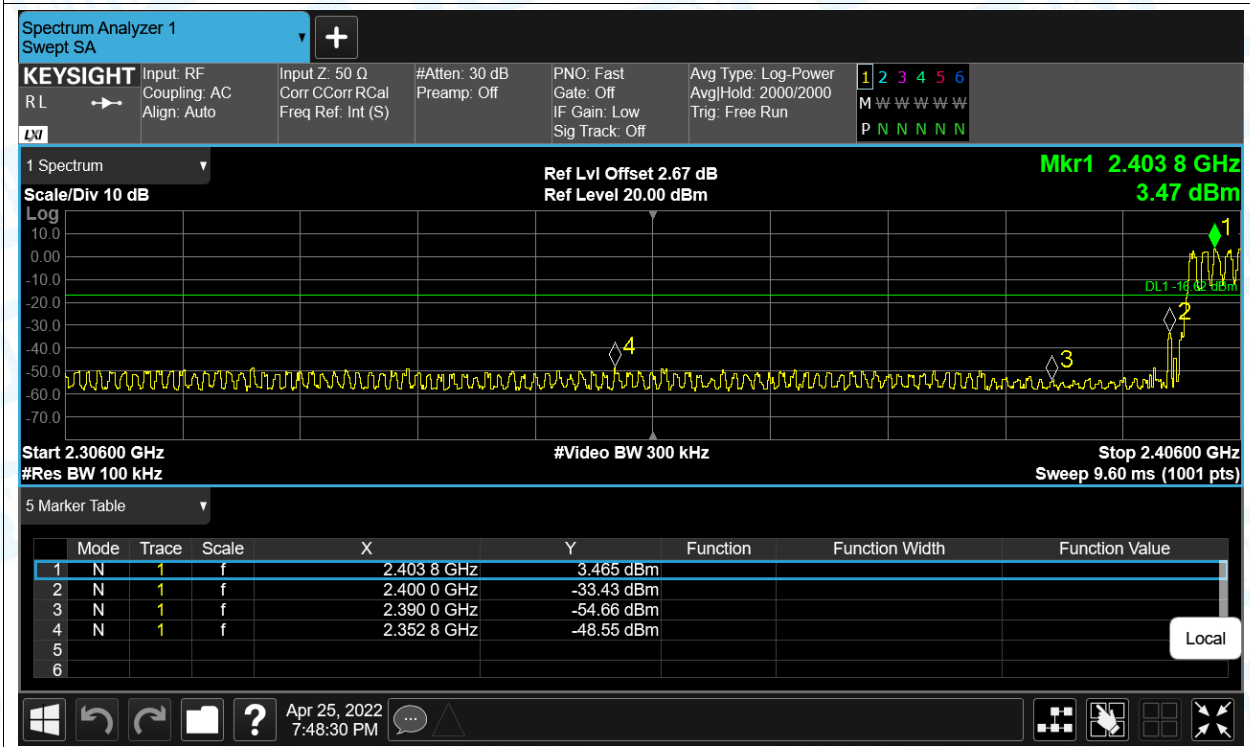 Spectrum Analyzer 1
Swept SA
KEYSIGHT Input: RF Input Z: 50 Ω #Atten: 30 dB PNO: Fast Avg Type: Log-Power 1 2 3 4 5 6
R L Coupling: AC Corr CCorr RCal Preamp: Off Gate: Off Avg|Hold: 2000/2000 M W W W W W
Align: Auto Freq Ref: Int (S) IF Gain: Low Trig: Free Run
LXI Sig Track: Off P N N N N N
1 Spectrum Ref Lvl Offset 2.67 dB Mkr1 2.403 8 GHz
Scale/Div 10 dB Ref Level 20.00 dBm 3.47 dBm
Log
10.0
0.00
-10.0
-20.0
-30.0
-40.0
-50.0
-60.0
-70.0
1
DL1 -16.62 dBm
2
4
3
Start 2.30600 GHz #Video BW 300 kHz Stop 2.40600 GHz
#Res BW 100 kHz Sweep 9.60 ms (1001 pts)
5 Marker Table
Mode Trace Scale X Y Function Function Width Function Value
1 N 1 f 2.403 8 GHz 3.465 dBm
2 N 1 f 2.400 0 GHz -33.43 dBm
3 N 1 f 2.390 0 GHz -54.66 dBm
4 N 1 f 2.352 8 GHz -48.55 dBm
5
6
Local
? Apr 25, 2022
7:48:30 PM